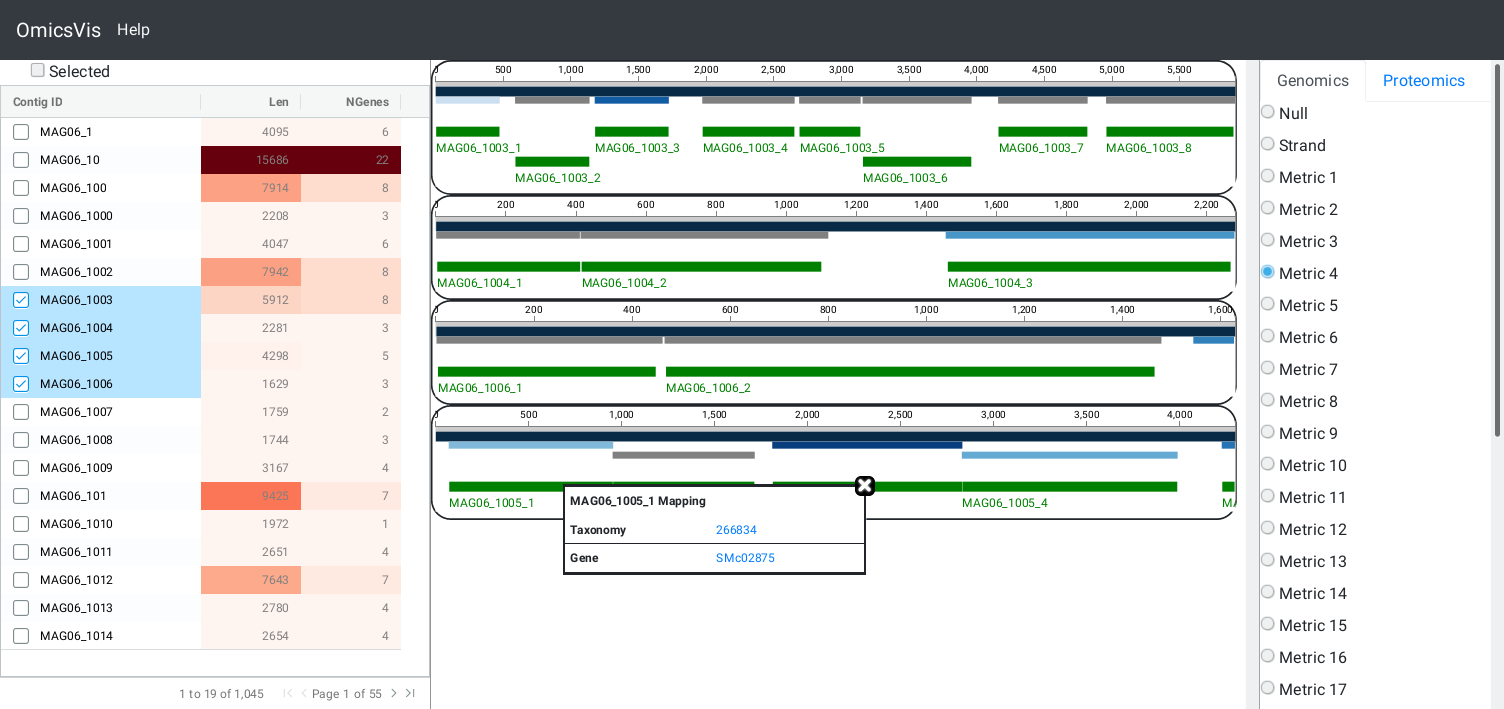 OmicsVis Help
Selected
Contig ID Len NGenes
MAG06_1 4095 6
MAG06_10 15686 22
MAG06_100 7914 8
MAG06_1000 2208 3
MAG06_1001 4047 6
MAG06_1002 7942 8
MAG06_1003 5912 8
MAG06_1004 2281 3
MAG06_1005 4298 5
MAG06_1006 1629 3
MAG06_1007 1759 2
MAG06_1008 1744 3
MAG06_1009 3167 4
MAG06_101 9425 7
MAG06_1010 1972 1
MAG06_1011 2651 4
MAG06_1012 7643 7
MAG06_1013 2780 4
MAG06_1014 2654 4
1 to 19 of 1,045 Page 1 of 55
0 500 1,000 1,500 2,000 2,500 3,000 3,500 4,000 4,500 5,000 5,500
MAG06_1003_1 MAG06_1003_3 MAG06_1003_4 MAG06_1003_5 MAG06_1003_7 MAG06_1003_8
MAG06_1003_2 MAG06_1003_6
0 200 400 600 800 1,000 1,200 1,400 1,600 1,800 2,000 2,200
MAG06_1004_1 MAG06_1004_2 MAG06_1004_3
0 200 400 600 800 1,000 1,200 1,400 1,600
MAG06_1006_1 MAG06_1006_2
0 500 1,000 1,500 2,000 2,500 3,000 3,500 4,000
MAG06_1005_1 MAG06_1005_4
MAG06_1005_1 Mapping
Taxonomy 266834
Gene SMc02875
Genomics Proteomics
Null
Strand
Metric 1
Metric 2
Metric 3
Metric 4
Metric 5
Metric 6
Metric 7
Metric 8
Metric 9
Metric 10
Metric 11
Metric 12
Metric 13
Metric 14
Metric 15
Metric 16
Metric 17